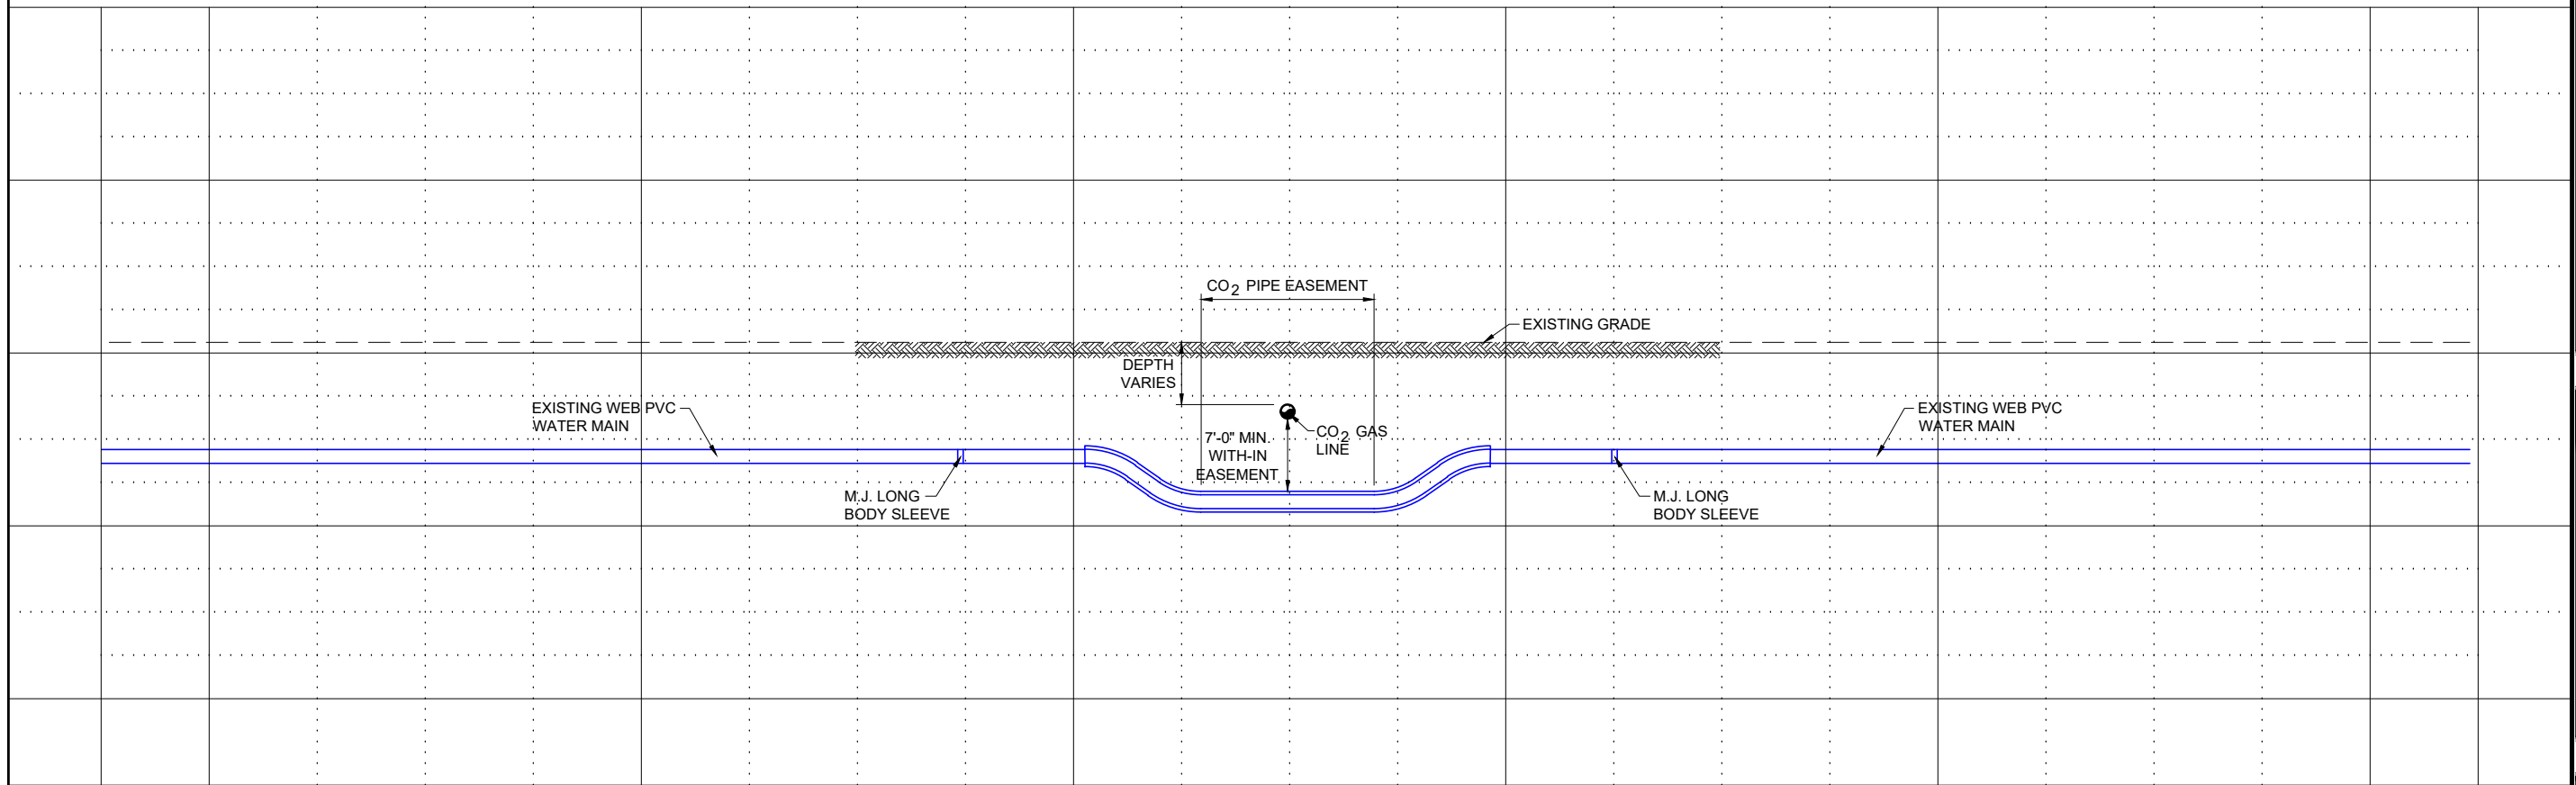 CO2 PIPE EASEMENT
EXISTING GRADE
DEPTH
VARIES
EXISTING WEB PVC
WATER MAIN
EXISTING WEB PVC
WATER MAIN
7'-0" MIN.
WITH-IN
EASEMENT
CO2 GAS
LINE
M.J. LONG
BODY SLEEVE
M.J. LONG
BODY SLEEVE